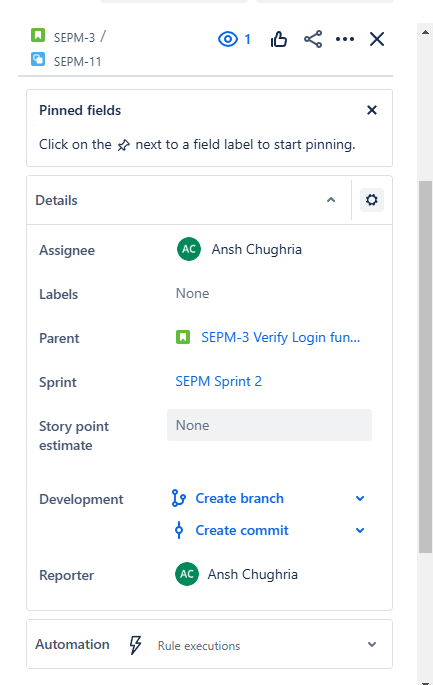 SEPM-3 /
1
SEPM-11
Pinned fields
Click on the next to a field label to start pinning.
Details
Assignee
AC Ansh Chughria
Labels
None
Parent
SEPM-3 Verify Login fun...
Sprint
SEPM Sprint 2
Story point
estimate
None
Development
Create branch
Create commit
Reporter
AC Ansh Chughria
Automation
Rule executions